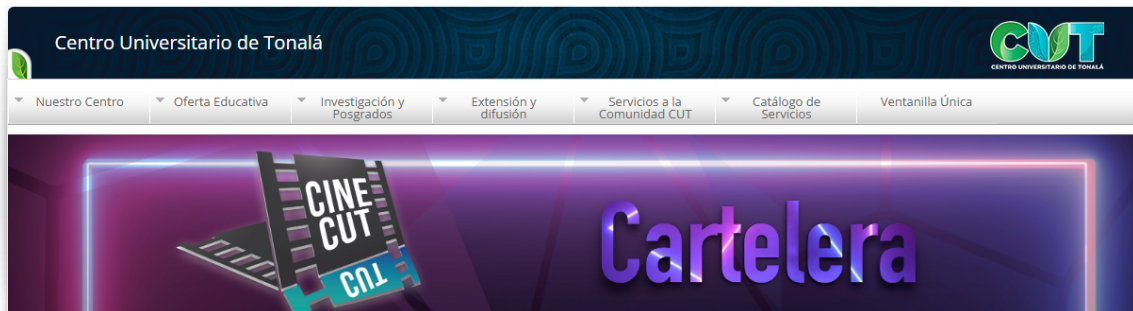 Centro Universitario de Tonalá
CUT
CENTRO UNIVERSITARIO DE TONALÁ
Nuestro Centro
Oferta Educativa
Investigación y
Posgrados
Extensión y
difusión
Servicios a la
Comunidad CUT
Catálogo de
Servicios
Ventanilla Única
CINE
CUT
CUT
Cartelera